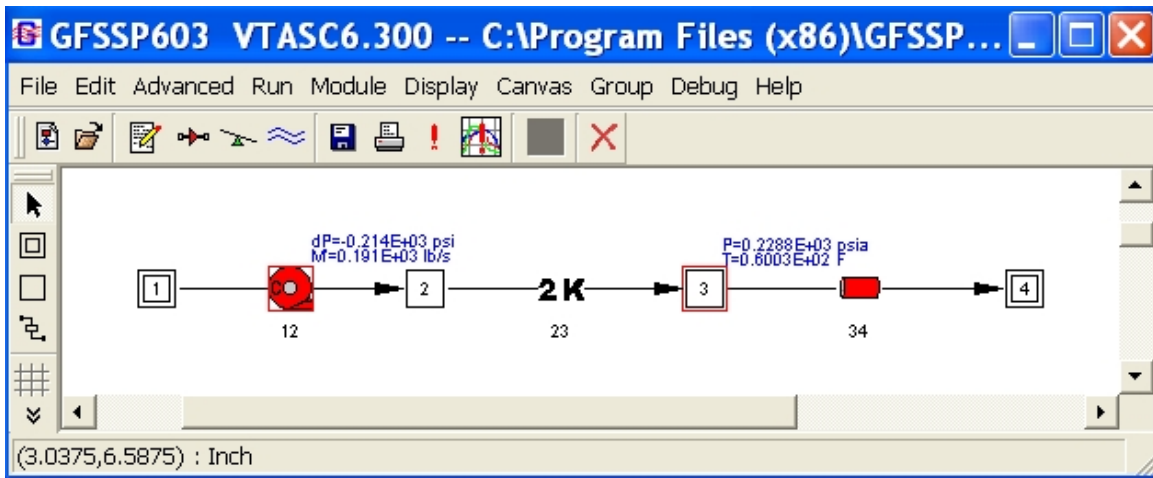 GFSSP603 VTASC6.300 -- C:\Program Files (x86)\GFSSP...
File Edit Advanced Run Module Display Canvas Group Debug Help
dP=-0.214E+03 psi
M=0.191E+03 lb/s
P=0.2288E+03 psia
T=0.6003E+02 F
1 2 2K 3 4
12 23 34
(3.0375,6.5875) : Inch